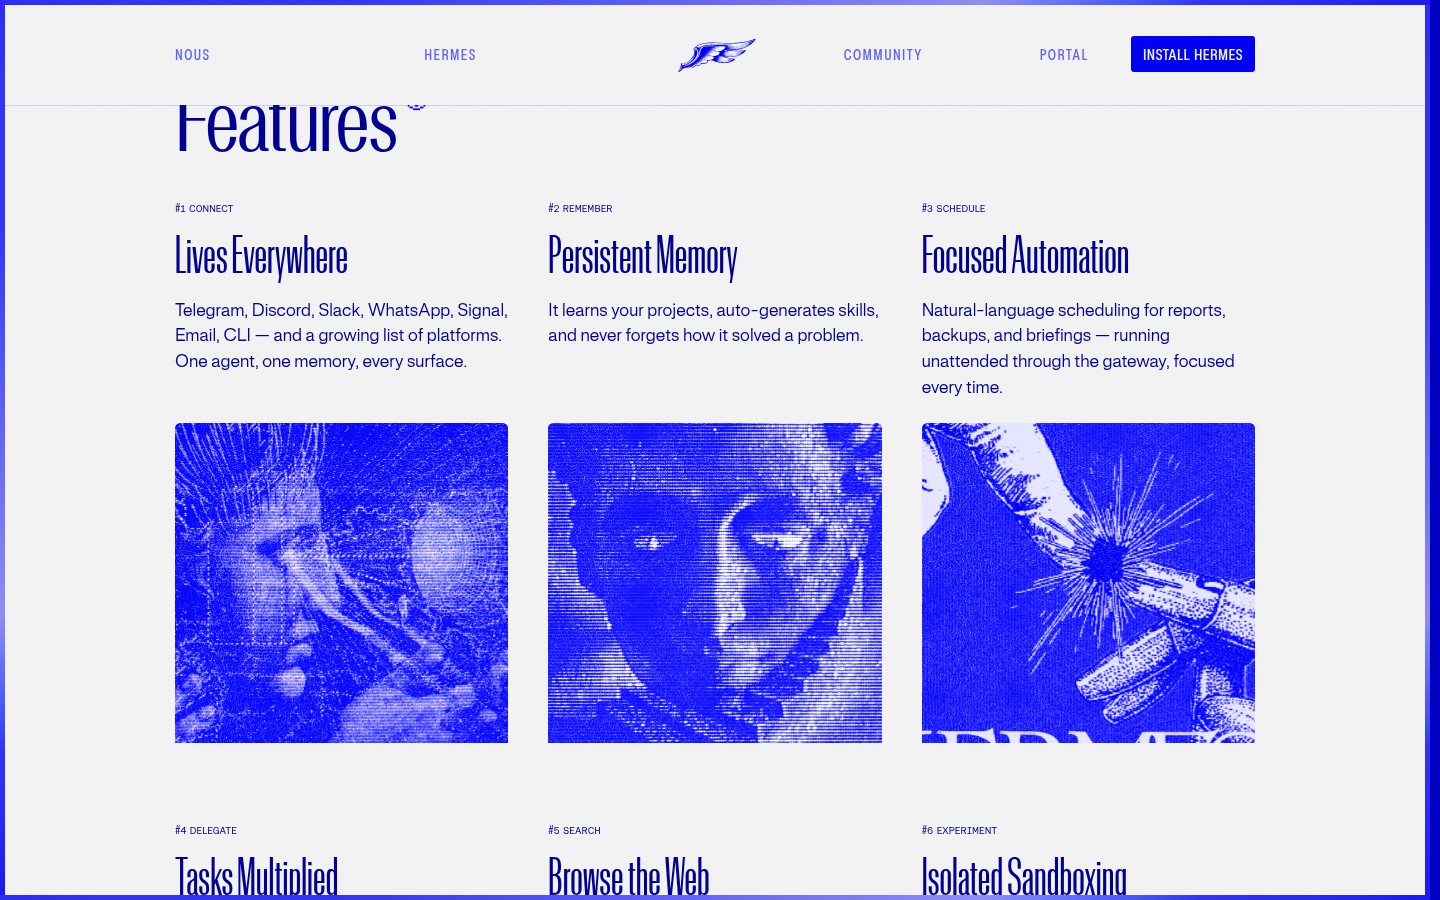 NOUS
HERMES
COMMUNITY
PORTAL
INSTALL HERMES
Features
#1 CONNECT
Lives Everywhere
Telegram, Discord, Slack, WhatsApp, Signal,
Email, CLI — and a growing list of platforms.
One agent, one memory, every surface.
#2 REMEMBER
Persistent Memory
It learns your projects, auto-generates skills,
and never forgets how it solved a problem.
#3 SCHEDULE
Focused Automation
Natural-language scheduling for reports,
backups, and briefings — running
unattended through the gateway, focused
every time.
#4 DELEGATE
Tasks Multiplied
#5 SEARCH
Browse the Web
#6 EXPERIMENT
Isolated Sandboxing